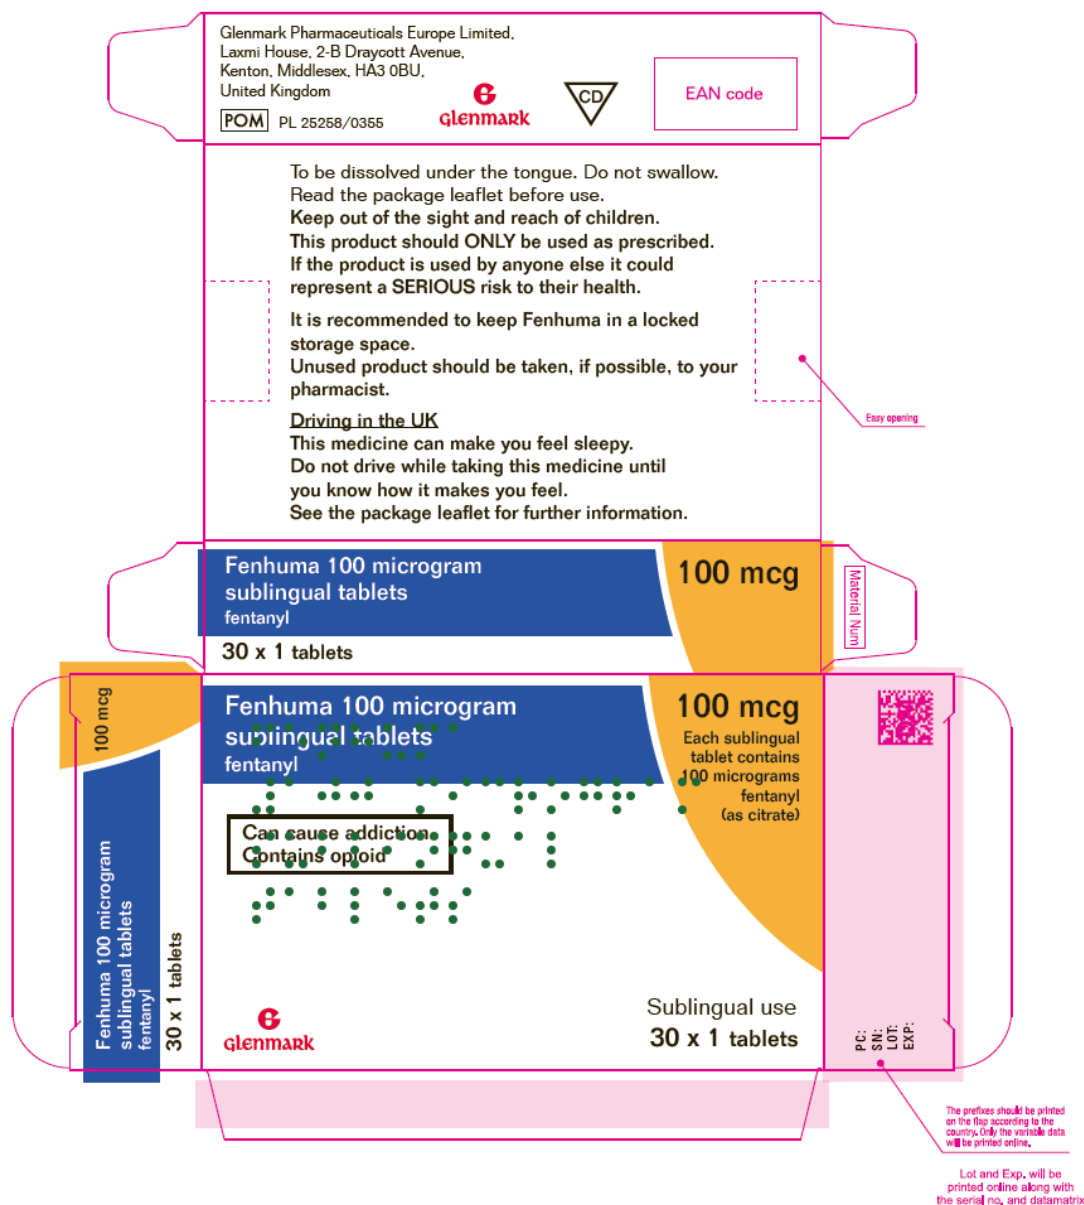 Glenmark Pharmaceuticals Europe Limited,
Laxmi House, 2-B Draycott Avenue,
Kenton, Middlesex, HA3 0BU,
United Kingdom
POM PL 25258/0355
Glenmark
CD
EAN code
To be dissolved under the tongue. Do not swallow.
Read the package leaflet before use.
Keep out of the sight and reach of children.
This product should ONLY be used as prescribed.
If the product is used by anyone else it could
represent a SERIOUS risk to their health.
It is recommended to keep Fenhuma in a locked
storage space.
Unused product should be taken, if possible, to your
pharmacist.
Driving in the UK
This medicine can make you feel sleepy.
Do not drive while taking this medicine until
you know how it makes you feel.
See the package leaflet for further information.
Easy opening
Fenhuma 100 microgram
sublingual tablets
fentanyl
30 x 1 tablets
100 mcg
Material Num
100 mcg
Fenhuma 100 microgram
sublingual tablets
fentanyl
30 x 1 tablets
Fenhuma 100 microgram
sublingual tablets
fentanyl
100 mcg
Each sublingual
tablet contains
100 micrograms
fentanyl
(as citrate)
Can cause addiction
Contains opioid
Glenmark
Sublingual use
30 x 1 tablets
PC:
SN:
LOT:
EXP:
The prefixes should be printed
on the flap according to the
country. Only the variable data
will be printed online.
Lot and Exp. will be
printed online along with
the serial no. and datamatrix